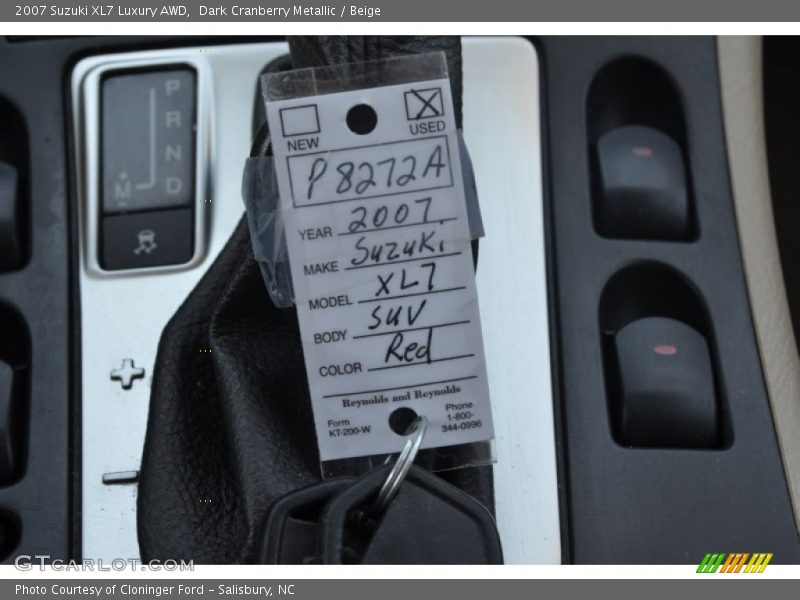 2007 Suzuki XL7 Luxury AWD,  Dark Cranberry Metallic / Beige
P
R
N
D
M
NEW
USED
P8272A
YEAR 2007
MAKE Suzuki
MODEL XL7
BODY SUV
COLOR Red
Reynolds and Reynolds
Form
KT-200-W
Phone
1-800-
344-0996
+
−
GTCARLOT.COM
Photo Courtesy of Cloninger Ford - Salisbury, NC